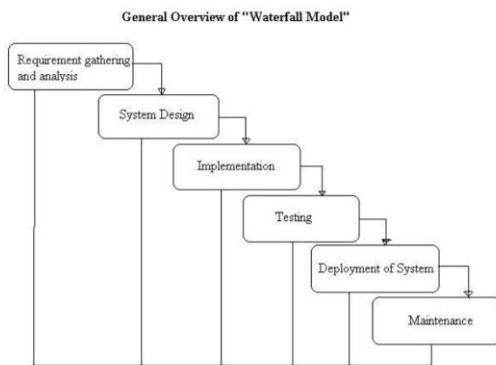 General Overview of "Waterfall Model"
Requirement gathering
and analysis
System Design
Implementation
Testing
Deployment of System
Maintenance